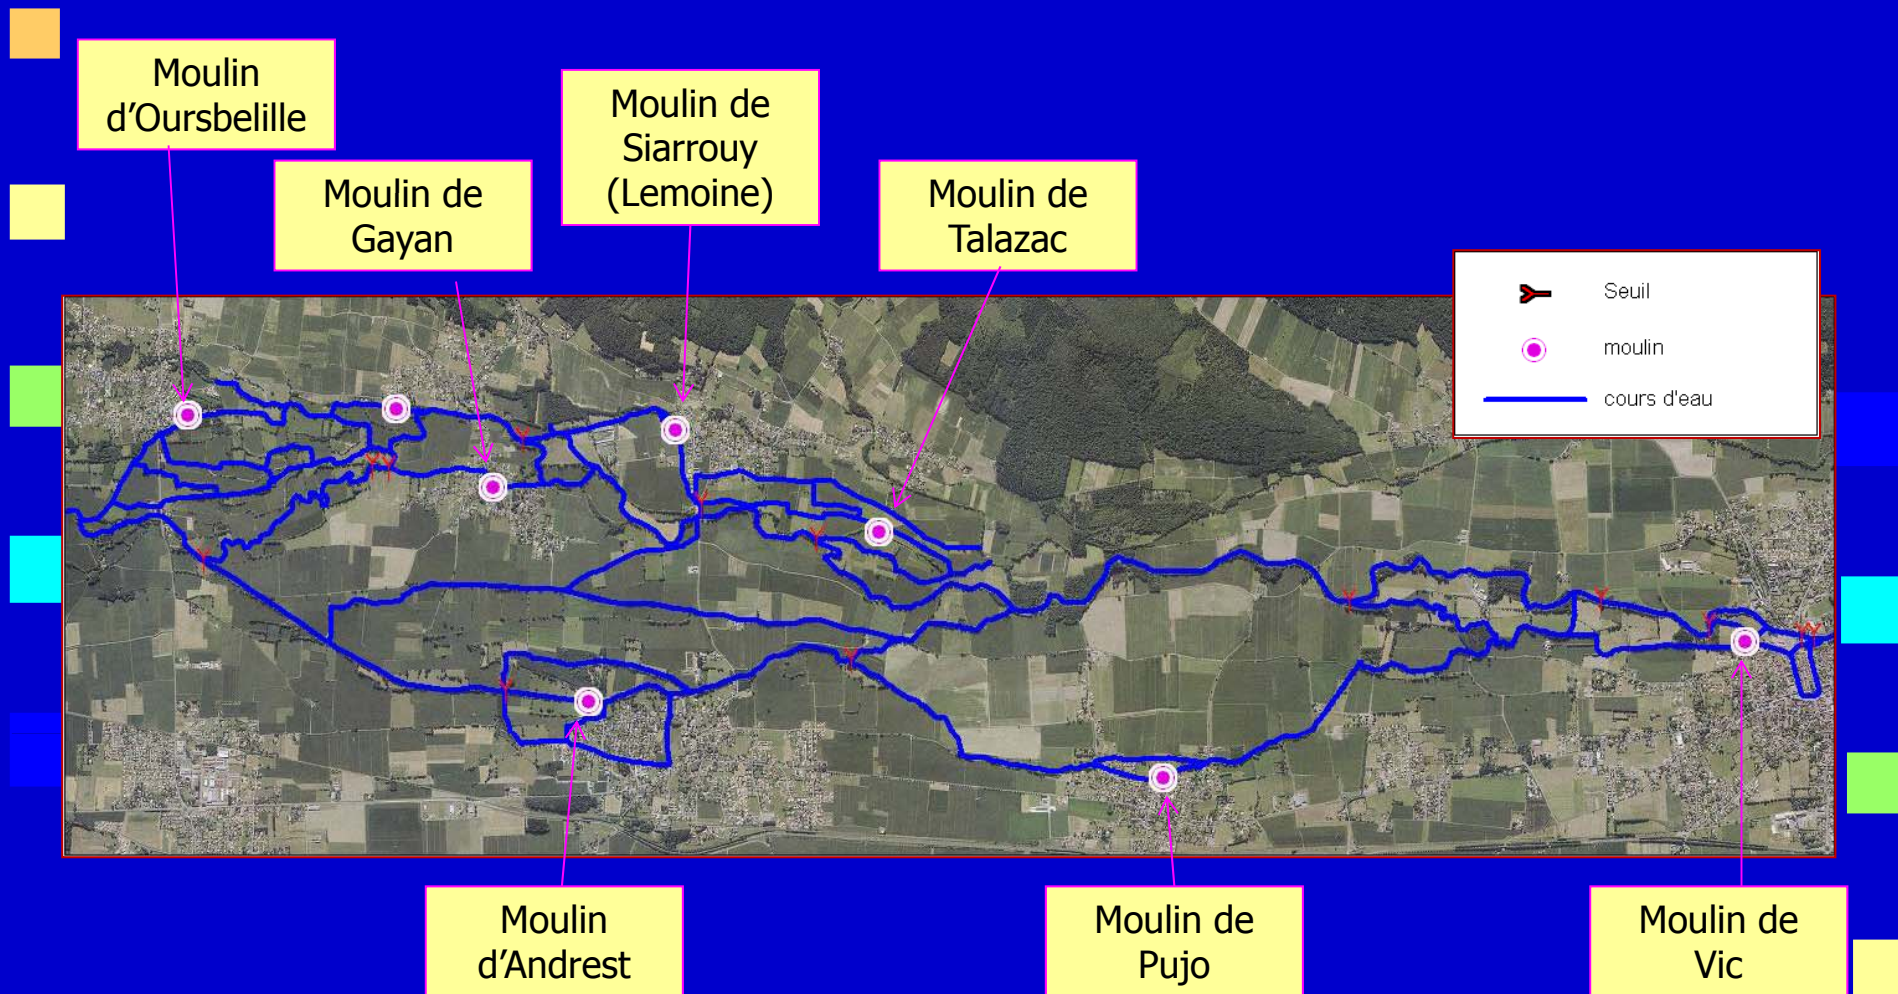 Moulin
d'Oursbelille
Moulin de
Gayan
Moulin de
Siarrouy
(Lemoine)
Moulin de
Talazac
Seuil
moulin
cours d'eau
Moulin
d'Andrest
Moulin de
Pujo
Moulin de
Vic